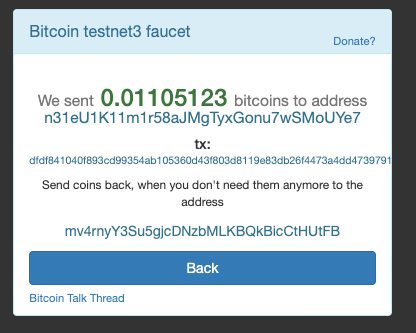 Bitcoin testnet3 faucet
Donate?
We sent 0.01105123 bitcoins to address
n31eU1K11m1r58aJMgTyxGonu7wSMoUYe7
tx:
dfdf841040f893cd99354ab105360d43f803d8119e83db26f4473a4dd4739791
Send coins back, when you don't need them anymore to the
address
mv4rnyY3Su5gjcDNzbMLKBQkBicCtHUtFB
Back
Bitcoin Talk Thread